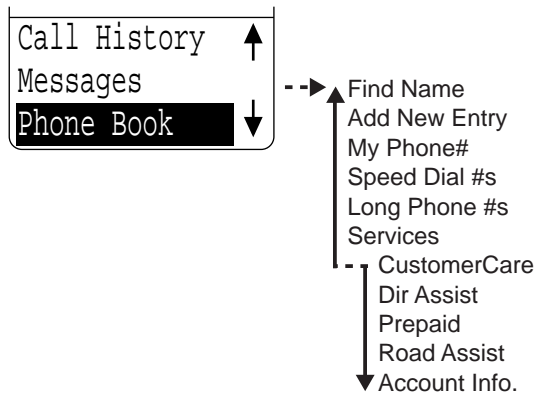 Call History
Messages
Phone Book
Find Name
Add New Entry
My Phone#
Speed Dial #s
Long Phone #s
Services
CustomerCare
Dir Assist
Prepaid
Road Assist
Account Info.